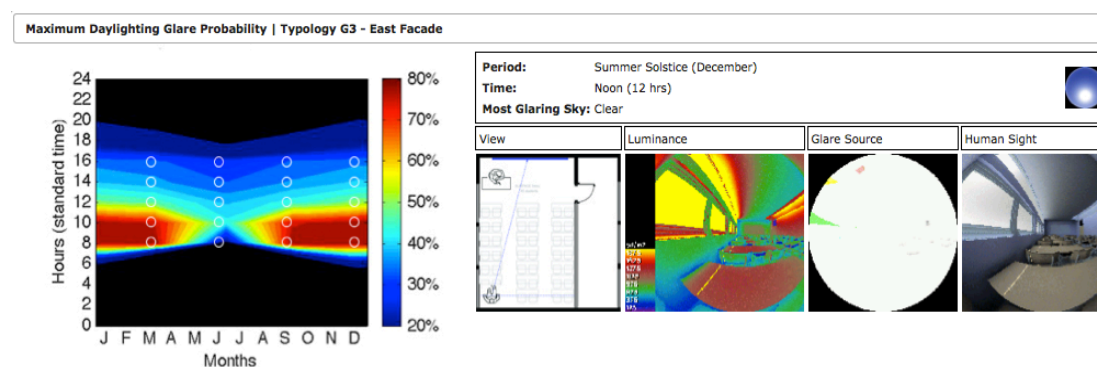 Maximum Daylighting Glare Probability | Typology G3 - East Facade
Period: Summer Solstice (December)
Time: Noon (12 hrs)
Most Glaring Sky: Clear
View Luminance Glare Source Human Sight
24
22
20
18
16
14
12
10
8
6
4
2
0
Hours (standard time)
J F M A M J J A S O N D
Months
80%
70%
60%
50%
40%
30%
20%